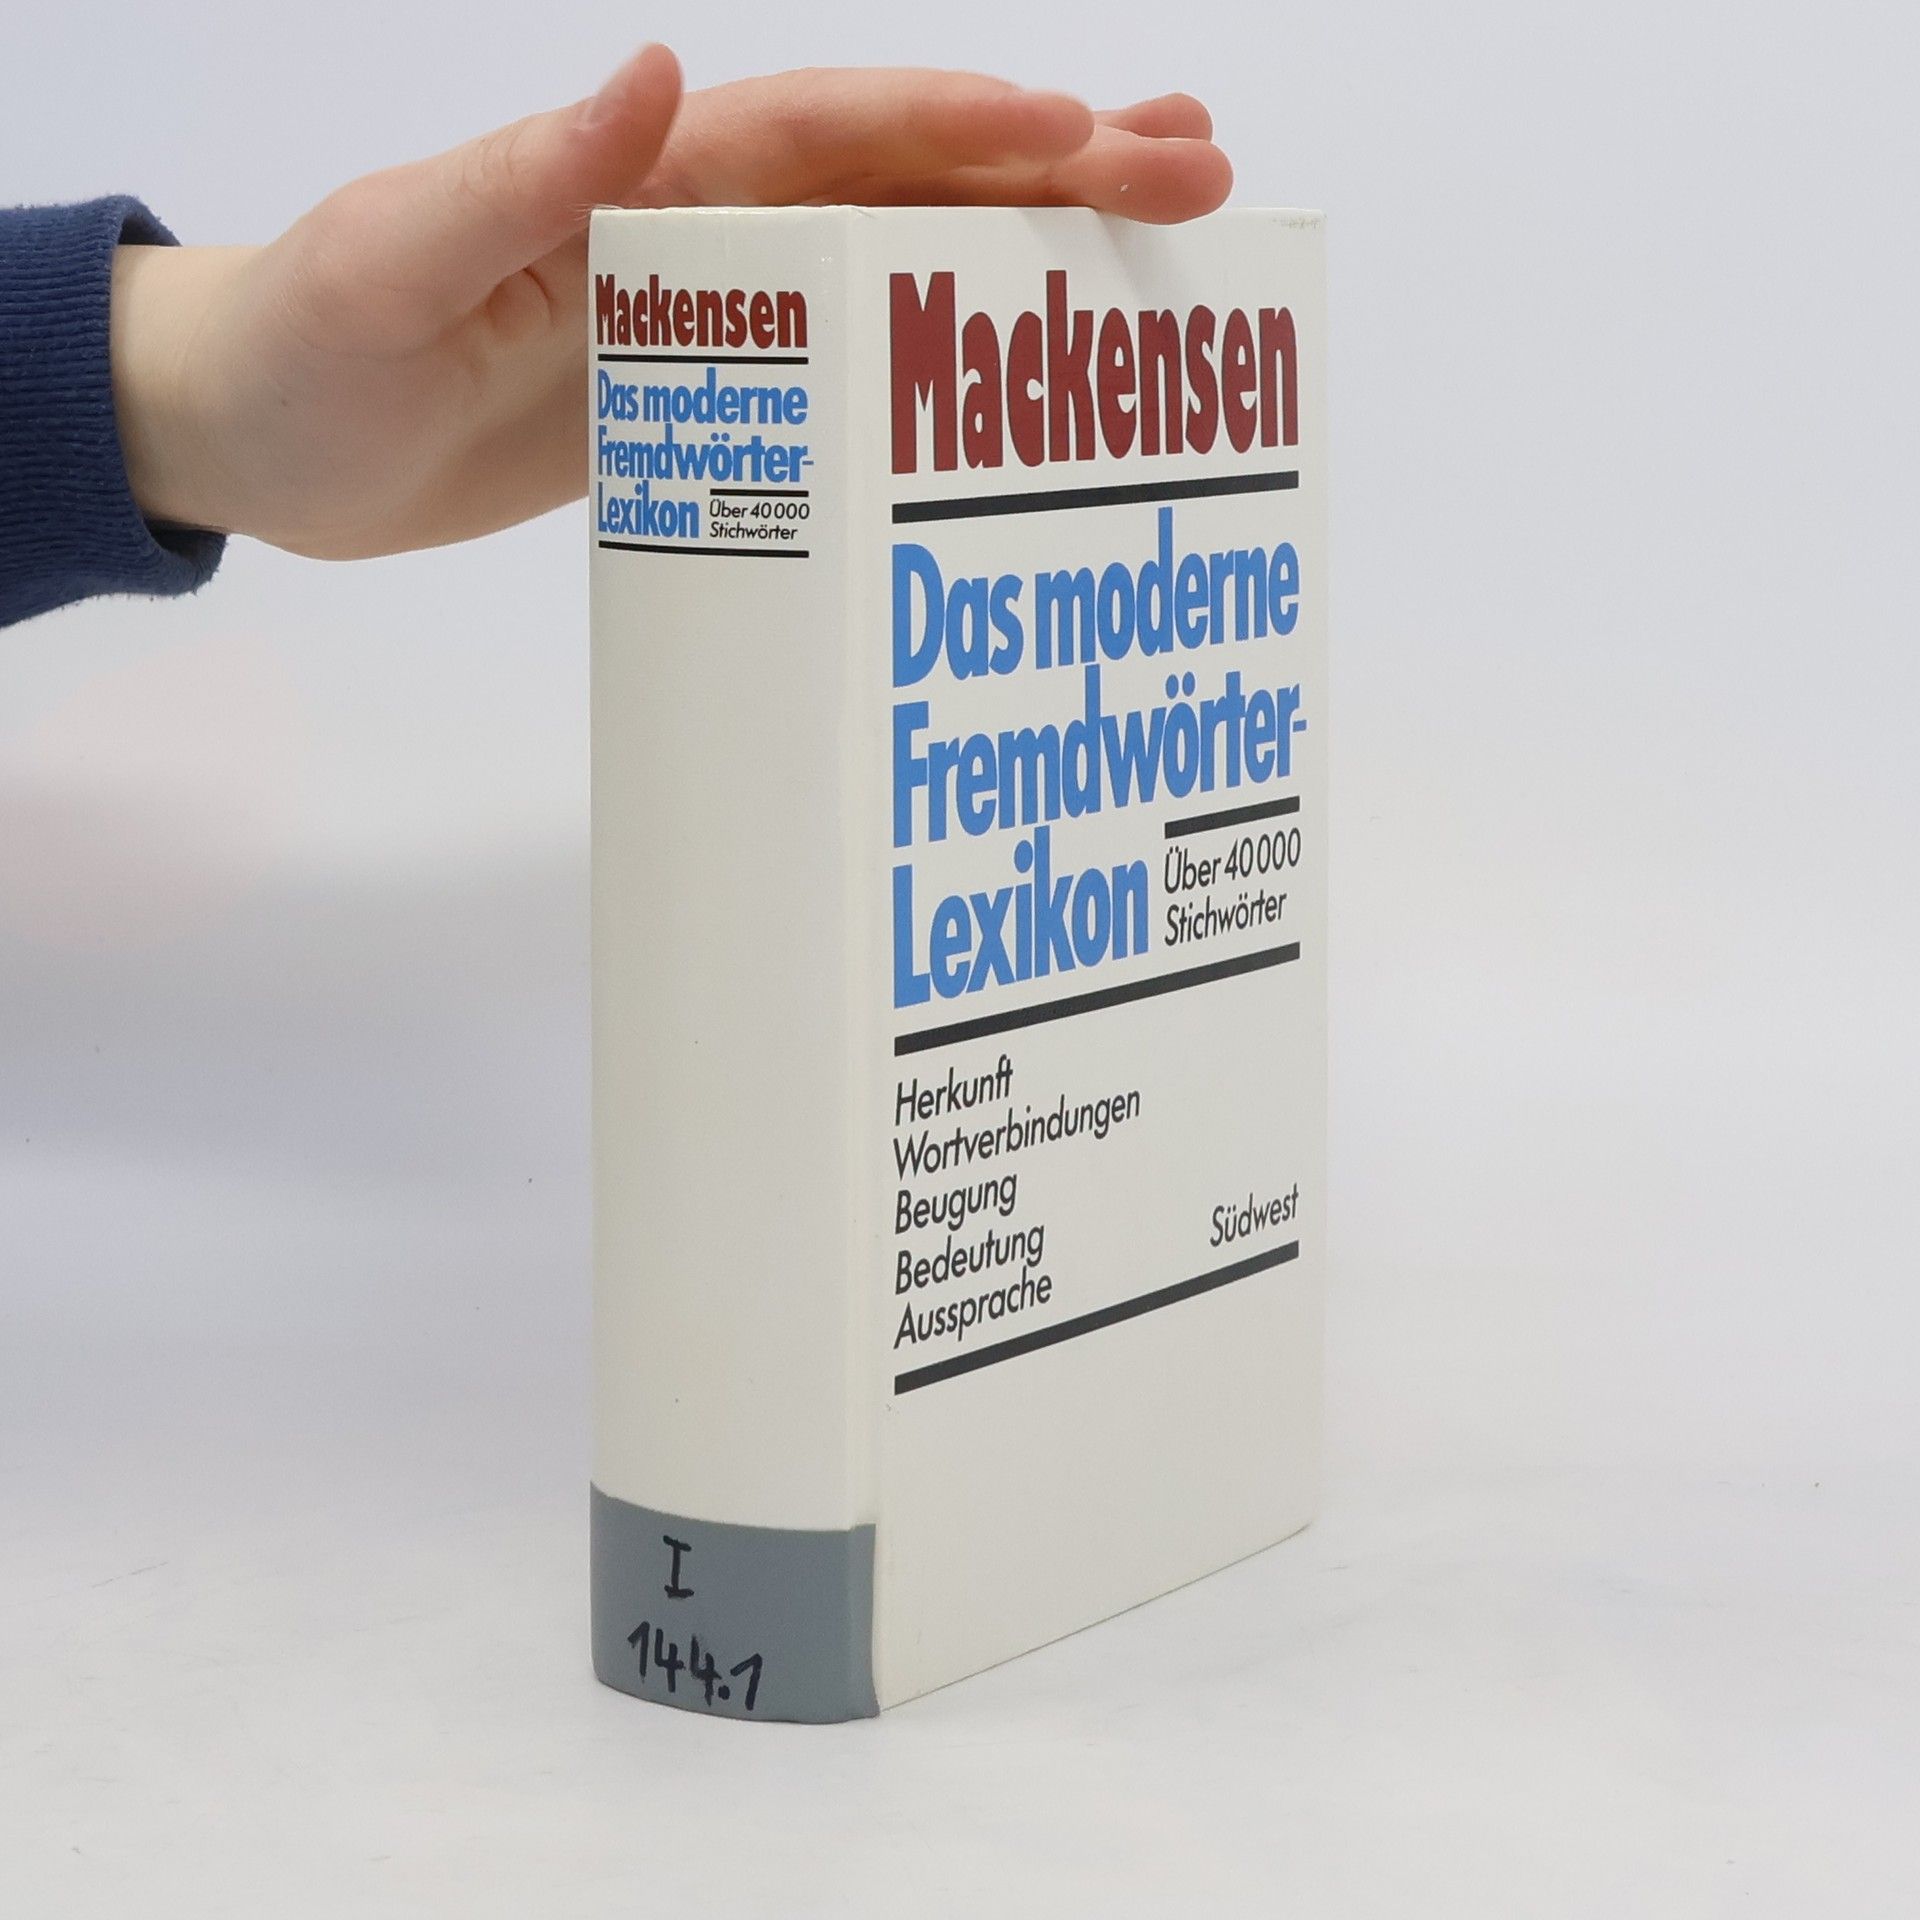 Mackensen
Das moderne
Fremdwörter-
Lexikon
Über 40 000
Stichwörter
I
144.1
Mackensen
Das moderne
Fremdwörter-
Lexikon
Über 40 000
Stichwörter
Herkunft
Wortverbindungen
Beugung
Bedeutung
Aussprache
Südwest